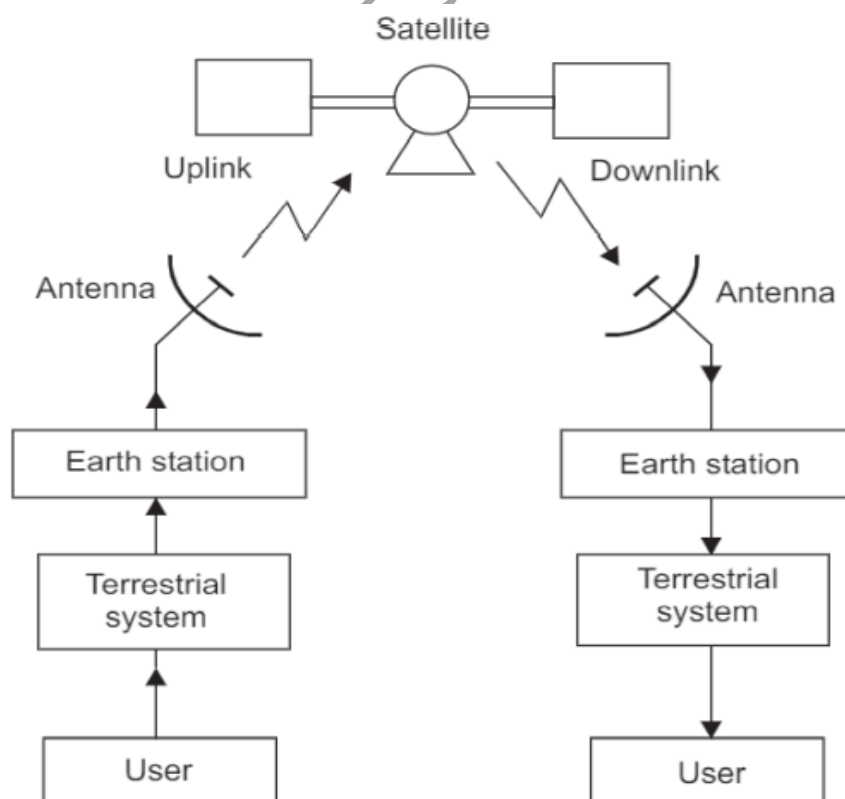 Satellite
Uplink
Downlink
Antenna
Antenna
Earth station
Earth station
Terrestrial
system
Terrestrial
system
User
User